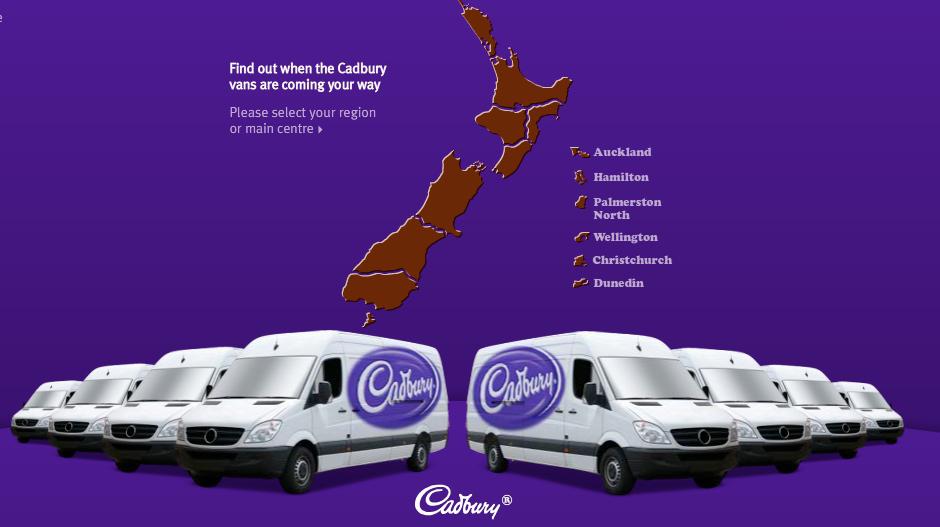 e
Find out when the Cadbury
vans are coming your way
Please select your region
or main centre
Auckland
Hamilton
Palmerston
North
Wellington
Christchurch
Dunedin
Cadbury.
Cadbury.
Cadbury®